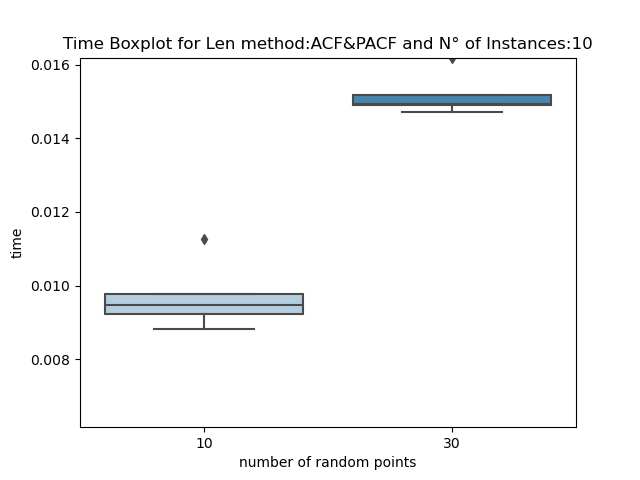 Time Boxplot for Len method:ACF&PACF and N° of Instances:10
0.016
0.014
0.012
0.010
0.008
time
10
30
number of random points